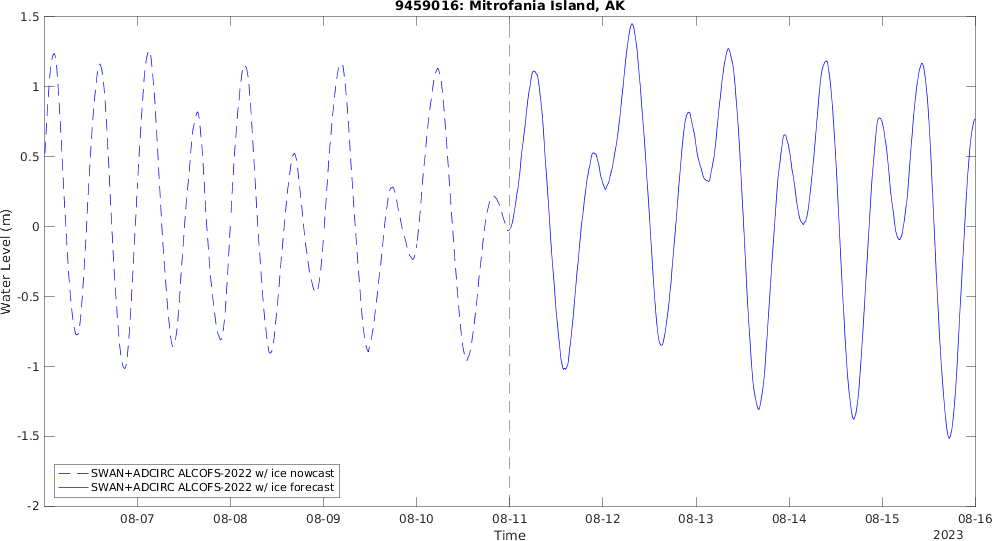 9459016: Mitrofania Island, AK
1.5
1
0.5
0
-0.5
-1
-1.5
-2
Water Level (m)
SWAN+ADCIRC ALCOFS-2022 w/ ice nowcast
SWAN+ADCIRC ALCOFS-2022 w/ ice forecast
08-07 08-08 08-09 08-10 08-11 08-12 08-13 08-14 08-15 08-16
Time
2023